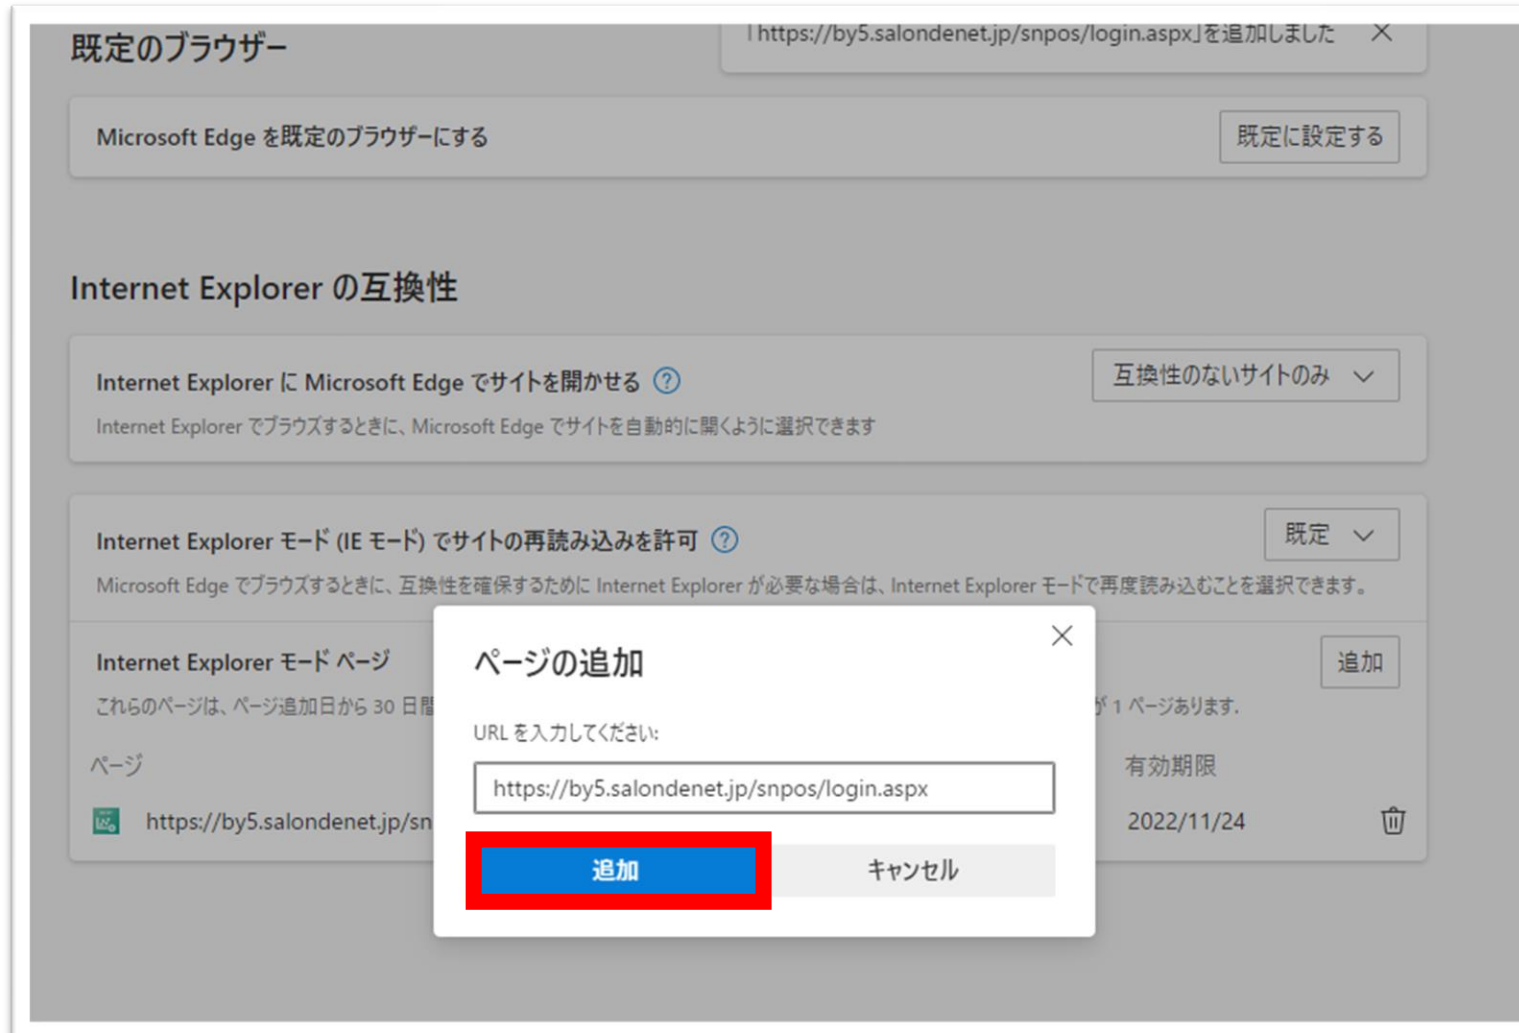 既定のブラウザー
「https://by5.salondenet.jp/snpos/login.aspx」を追加しました
Microsoft Edge を既定のブラウザーにする
既定に設定する
Internet Explorer の互換性
Internet Explorer に Microsoft Edge でサイトを開かせる
互換性のないサイトのみ
Internet Explorer でブラウズするときに、Microsoft Edge でサイトを自動的に開くように選択できます
Internet Explorer モード (IE モード) でサイトの再読み込みを許可
既定
Microsoft Edge でブラウズするときに、互換性を確保するために Internet Explorer が必要な場合は、Internet Explorer モードで再度読み込むことを選択できます。
Internet Explorer モード ページ
追加
これらのページは、ページ追加日から 30 日間
が 1 ページあります.
ページ
有効期限
https://by5.salondenet.jp/sn
2022/11/24
ページの追加
URL を入力してください:
https://by5.salondenet.jp/snpos/login.aspx
追加
キャンセル